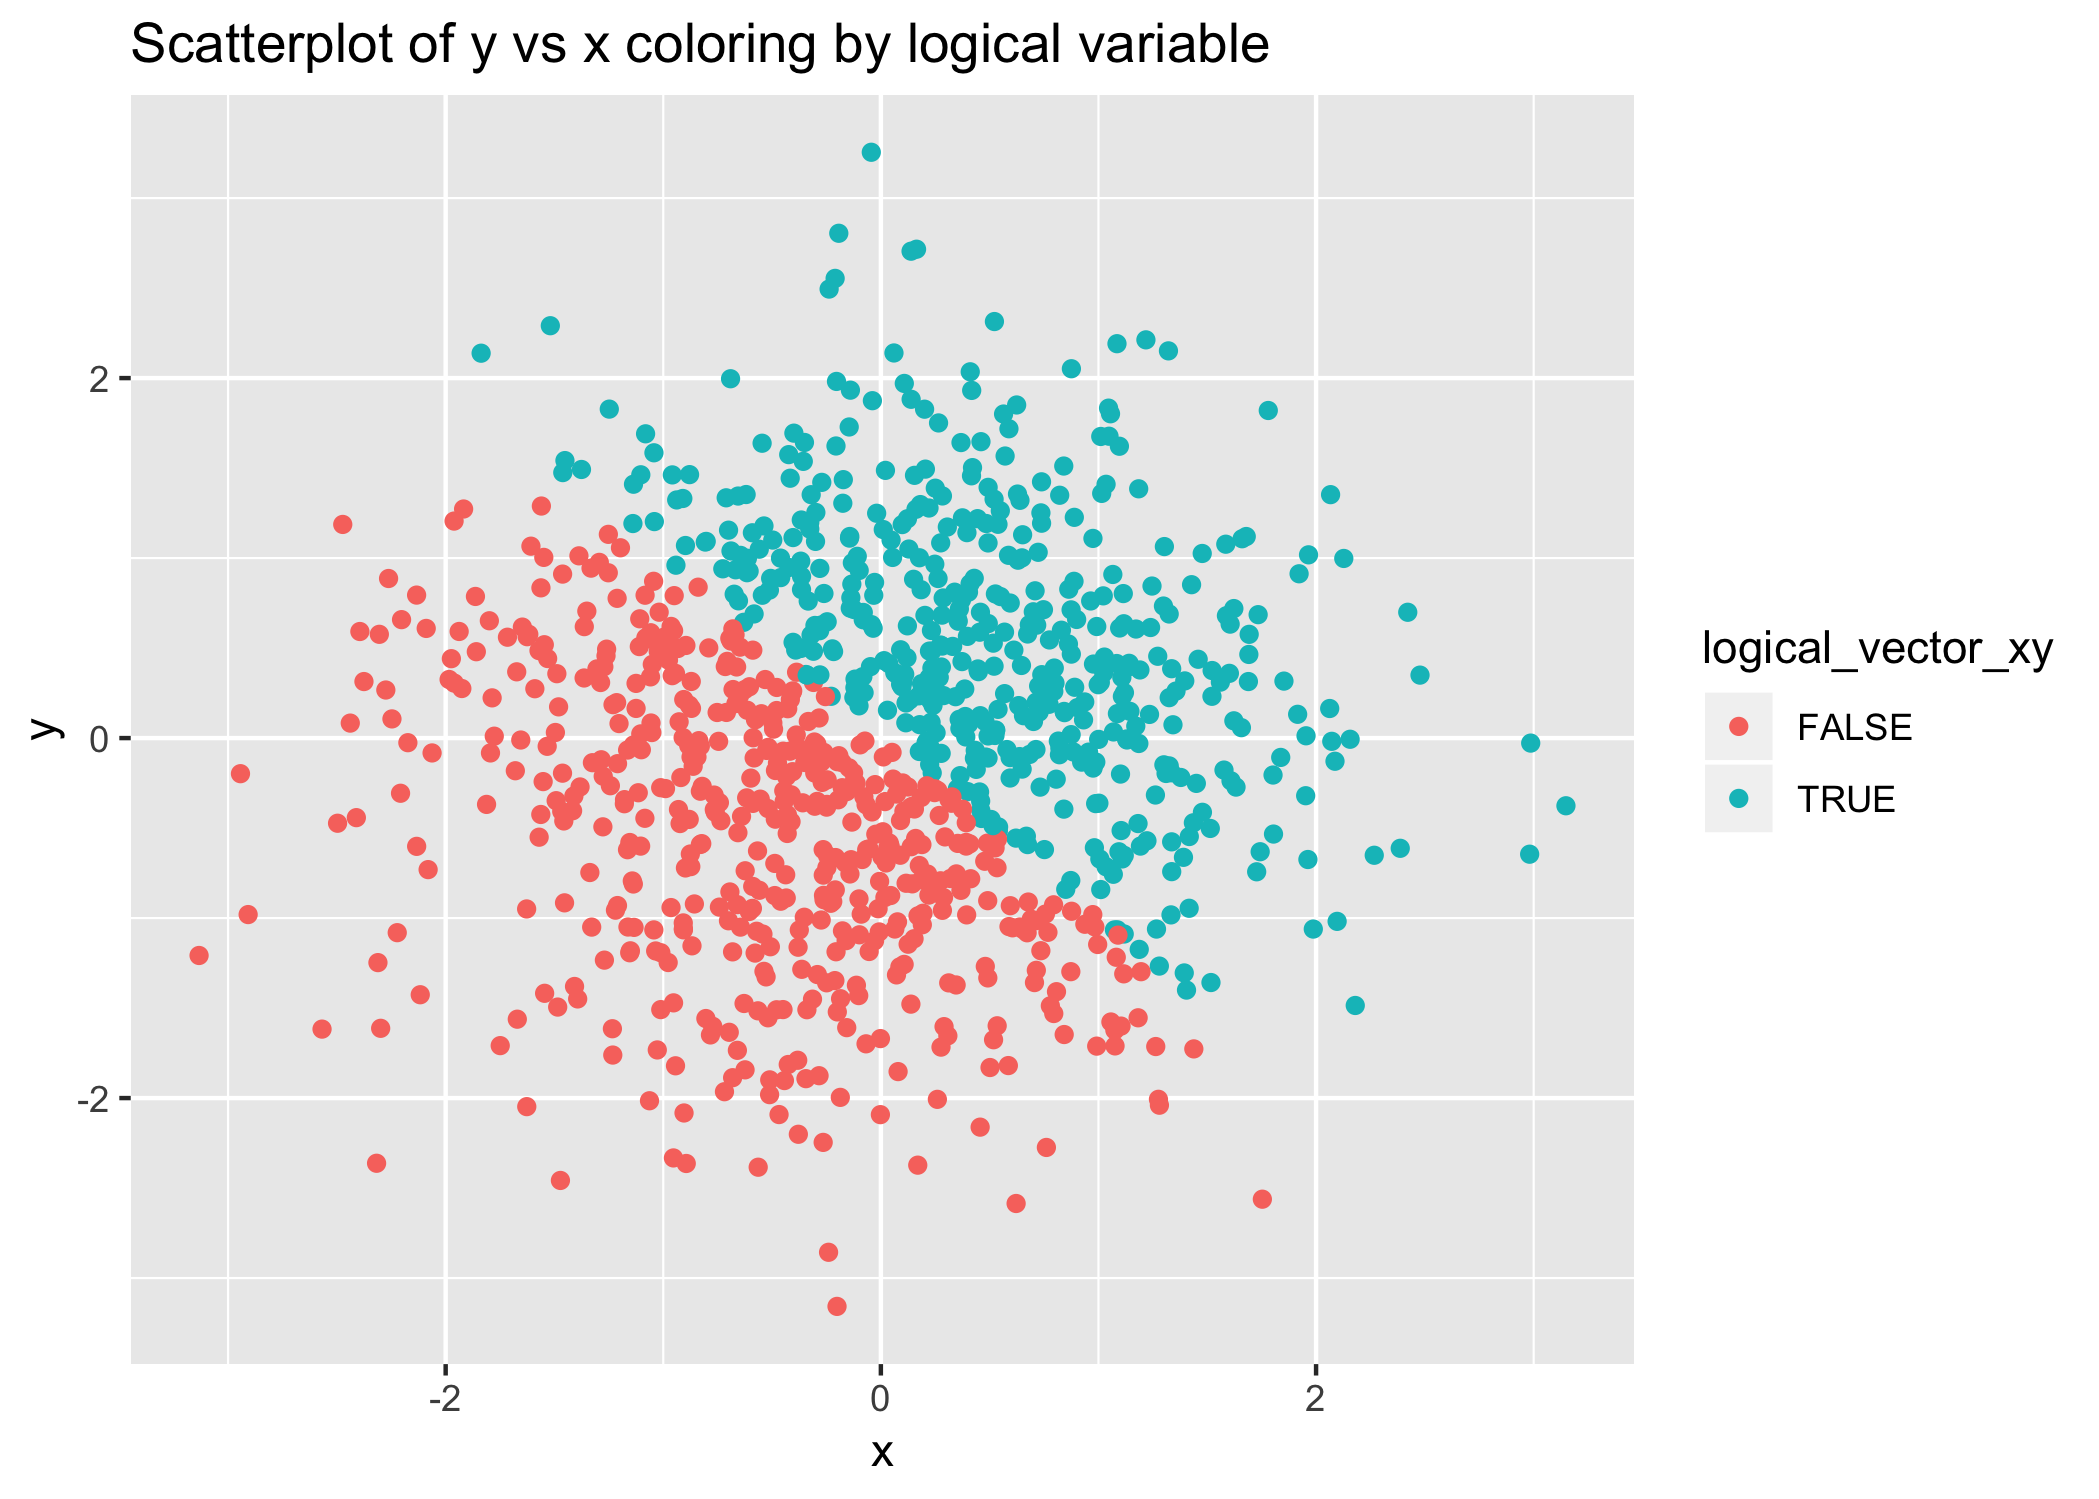 Scatterplot of y vs x coloring by logical variable
y
2
0
-2
-2
0
2
x
logical_vector_xy
FALSE
TRUE